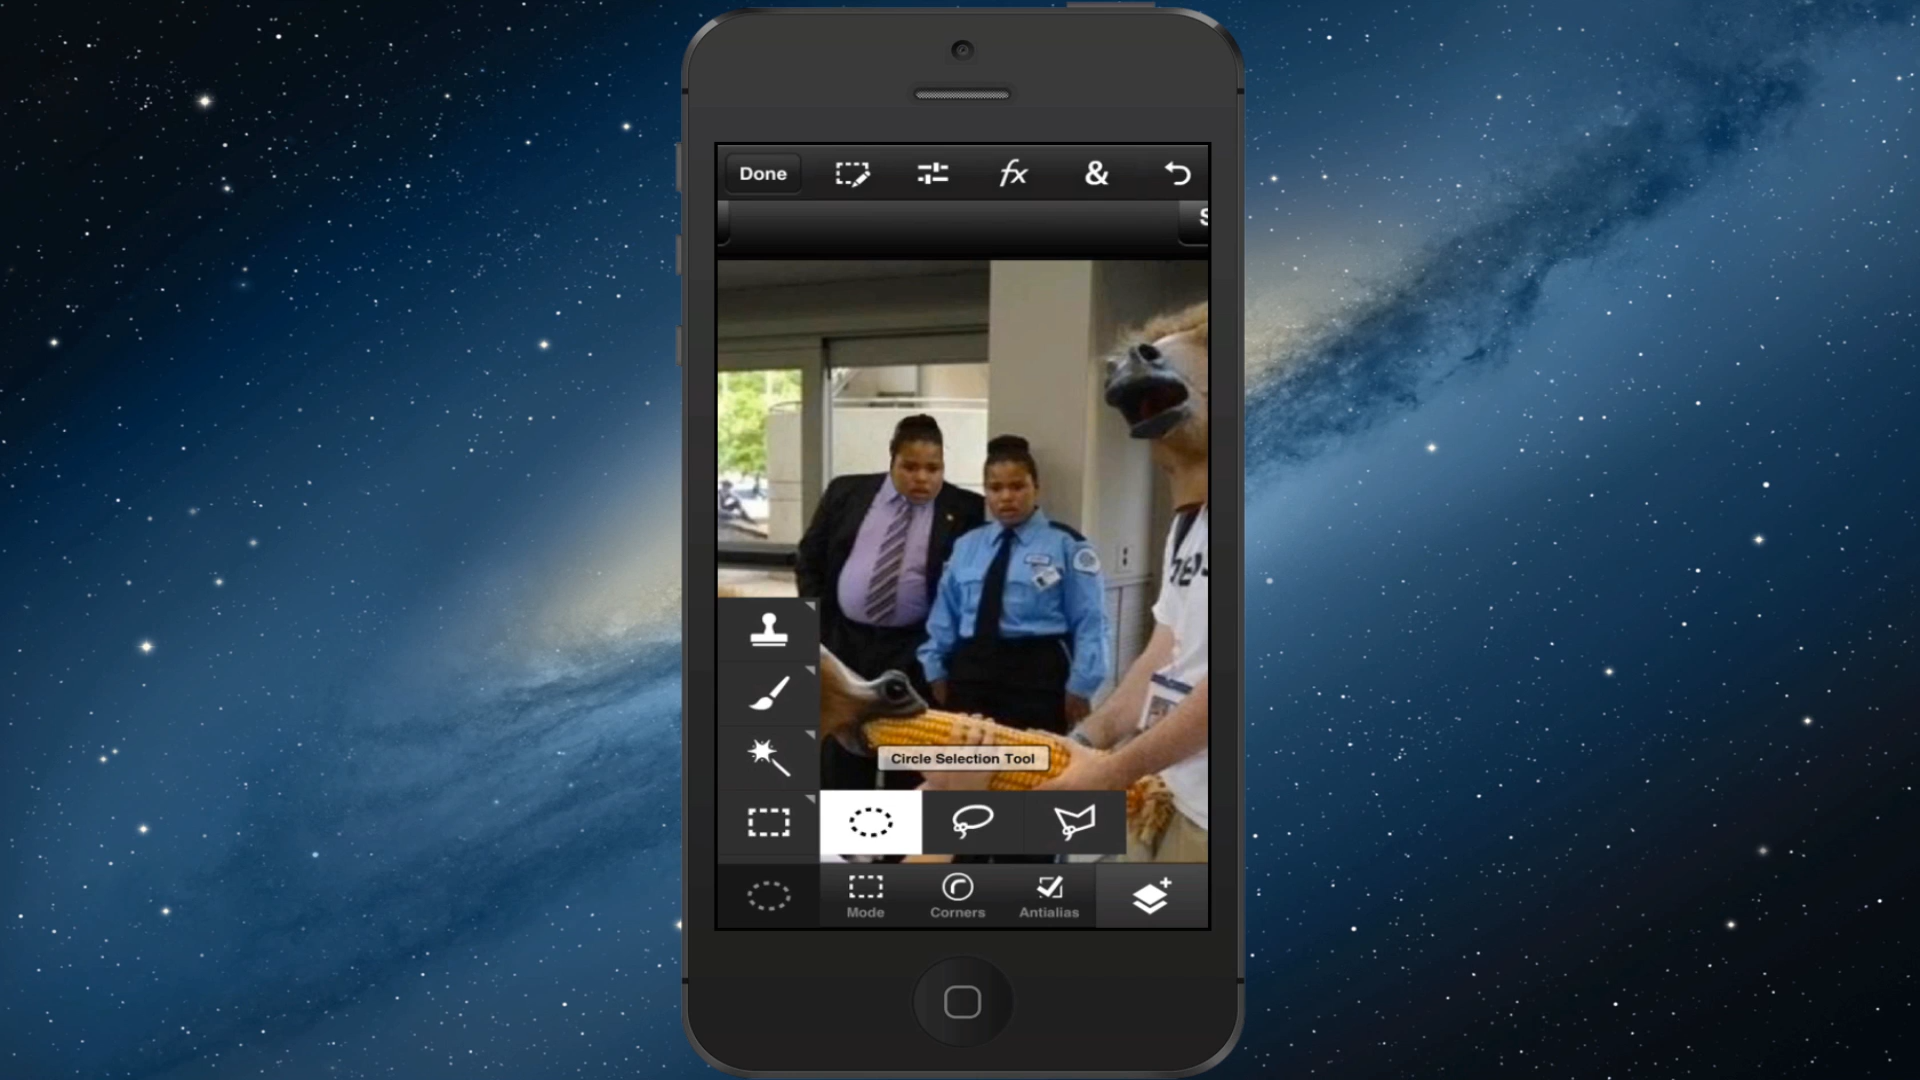 Done
fx
&
S
Circle Selection Tool
Mode
Corners
Antialias